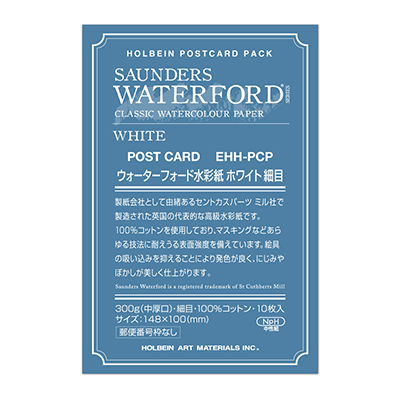 HOLBEIN POSTCARD PACK
SAUNDERS
WATERFORD®
SERIES
CLASSIC WATERCOLOUR PAPER
WHITE
POST CARD EHH-PCP
ウォーターフォード水彩紙 ホワイト 細目
製紙会社として由緒あるセントカスバーツ ミル社で
製造された英国の代表的な高級水彩紙です。
100%コットンを使用しており、マスキングなどあら
ゆる技法に耐えうる表面強度を備えています。絵具
の吸い込みを抑えることにより発色が良く、にじみや
ぼかしが美しく仕上がります。
Saunders Waterford is a registered trademark of St Cuthberts Mill
300g(中厚口)・細目・100%コットン・10枚入
サイズ:148×100(mm)
郵便番号枠なし
NpH
中性紙
HOLBEIN ART MATERIALS INC.